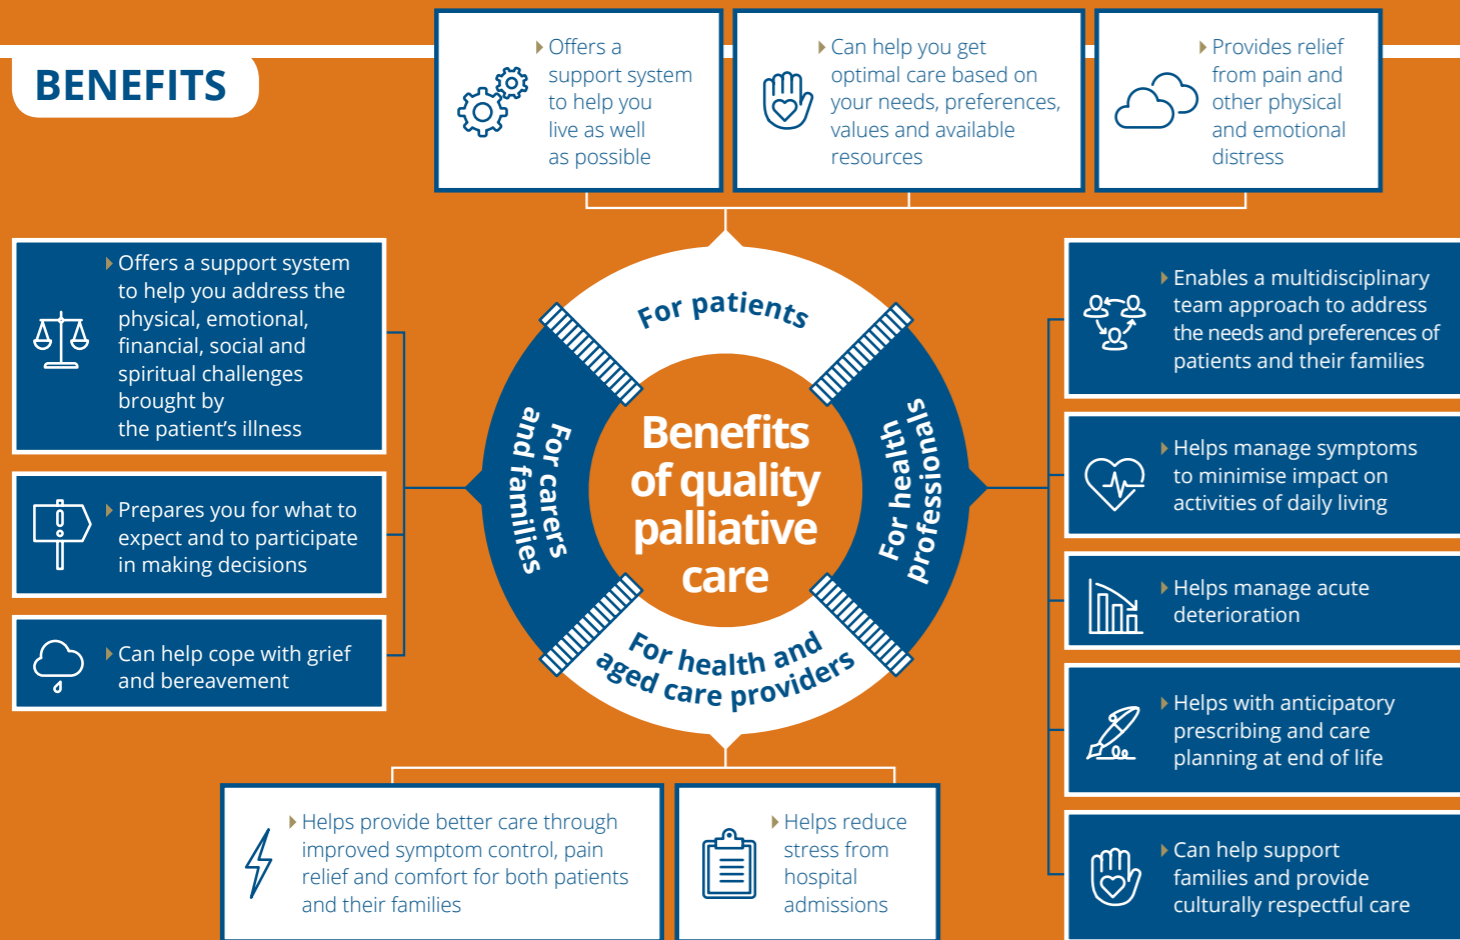 BENEFITS
Offers a
support system
to help you
live as well
as possible
Can help you get
optimal care based on
your needs, preferences,
values and available
resources
Provides relief
from pain and
other physical
and emotional
distress
Offers a support system
to help you address the
physical, emotional,
financial, social and
spiritual challenges
brought by
the patient's illness
Prepares you for what to
expect and to participate
in making decisions
Can help cope with grief
and bereavement
For patients
For carers
and families
Benefits
of quality
palliative
care
For health
professionals
For health and
aged care providers
Enables a multidisciplinary
team approach to address
the needs and preferences of
patients and their families
Helps manage symptoms
to minimise impact on
activities of daily living
Helps manage acute
deterioration
Helps with anticipatory
prescribing and care
planning at end of life
Can help support
families and provide
culturally respectful care
Helps provide better care through
improved symptom control, pain
relief and comfort for both patients
and their families
Helps reduce
stress from
hospital
admissions